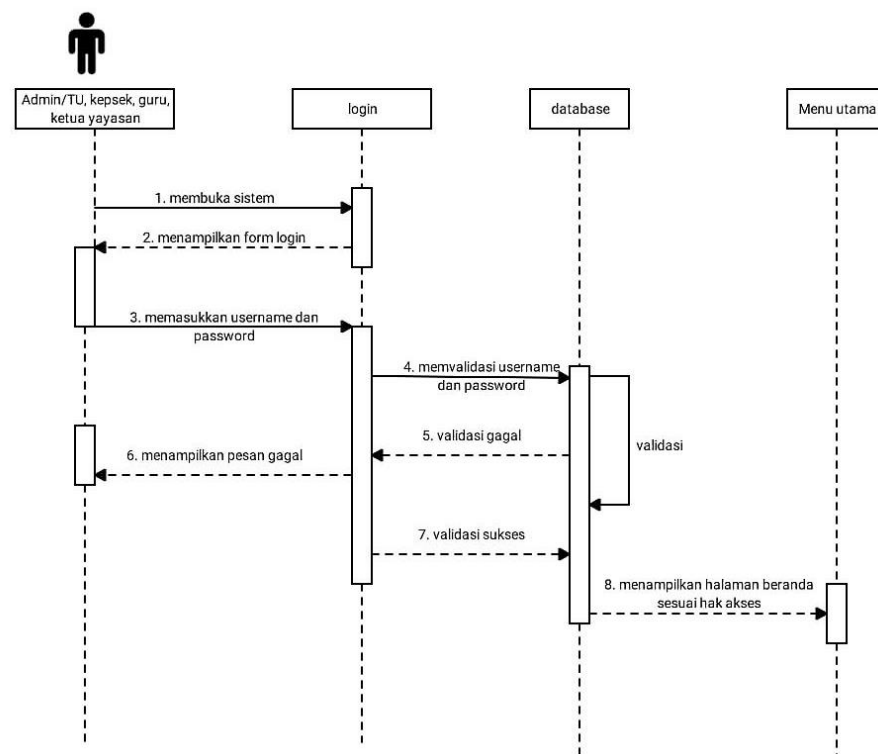 Admin/TU, kepsek, guru,
ketua yayasan
login
database
Menu utama
1. membuka sistem
2. menampilkan form login
3. memasukkan username dan
password
4. memvalidasi username
dan password
5. validasi gagal
validasi
6. menampilkan pesan gagal
7. validasi sukses
8. menampilkan halaman beranda
sesuai hak akses